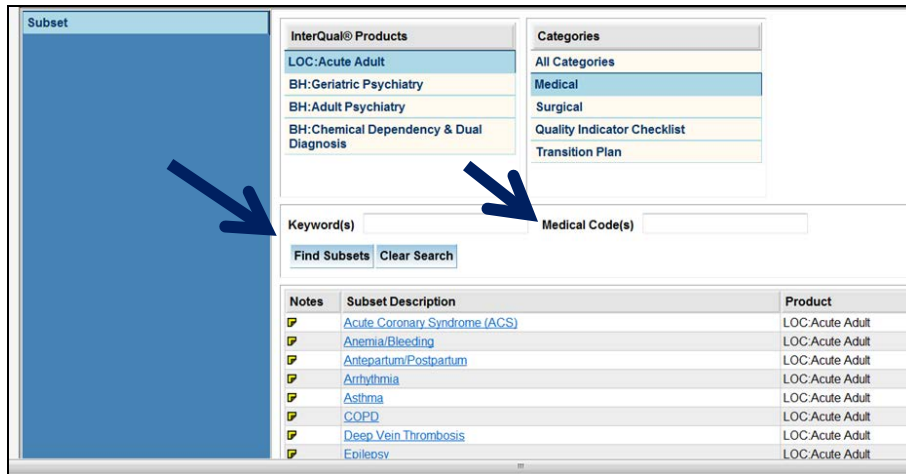 Subset
InterQual® Products
LOC:Acute Adult
BH:Geriatric Psychiatry
BH:Adult Psychiatry
BH:Chemical Dependency & Dual
Diagnosis
Categories
All Categories
Medical
Surgical
Quality Indicator Checklist
Transition Plan
Keyword(s) Medical Code(s)
Find Subsets Clear Search
Notes Subset Description Product
Acute Coronary Syndrome (ACS) LOC:Acute Adult
Anemia/Bleeding LOC:Acute Adult
Antepartum/Postpartum LOC:Acute Adult
Arrhythmia LOC:Acute Adult
Asthma LOC:Acute Adult
COPD LOC:Acute Adult
Deep Vein Thrombosis LOC:Acute Adult
Epilepsy LOC:Acute Adult